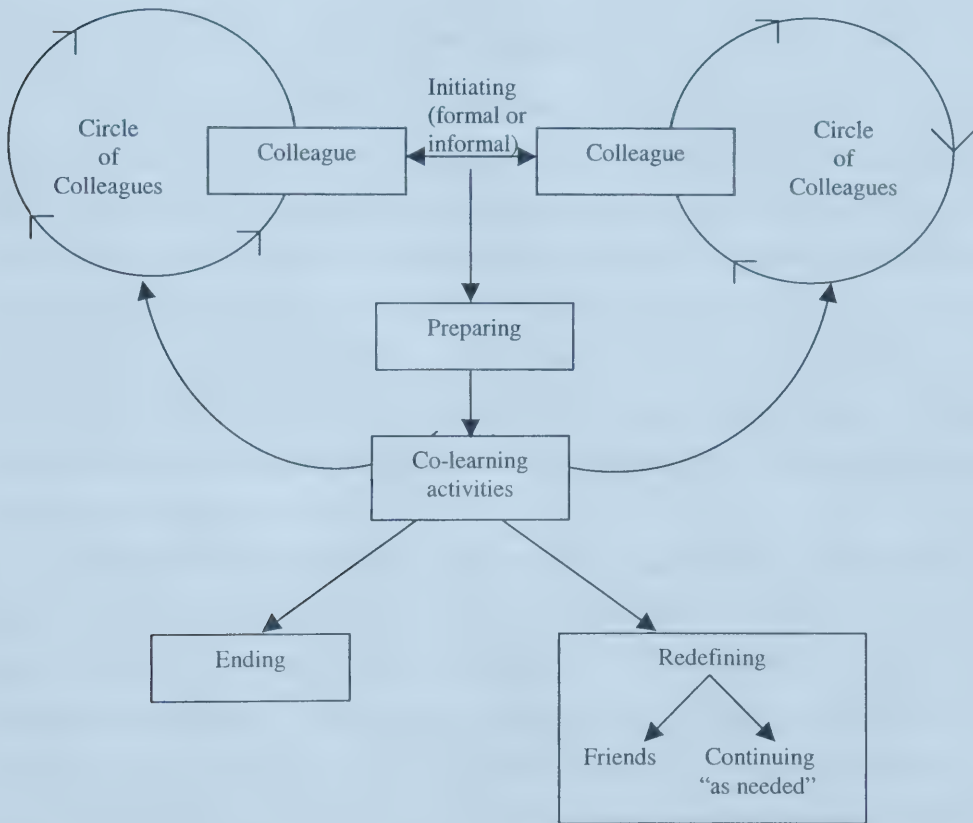 Initiating
(formal or
informal)
Circle
of
Colleagues
Colleague
Colleague
Circle
of
Colleagues
Preparing
Co-learning
activities
Ending
Redefining
Friends
Continuing
“as needed”